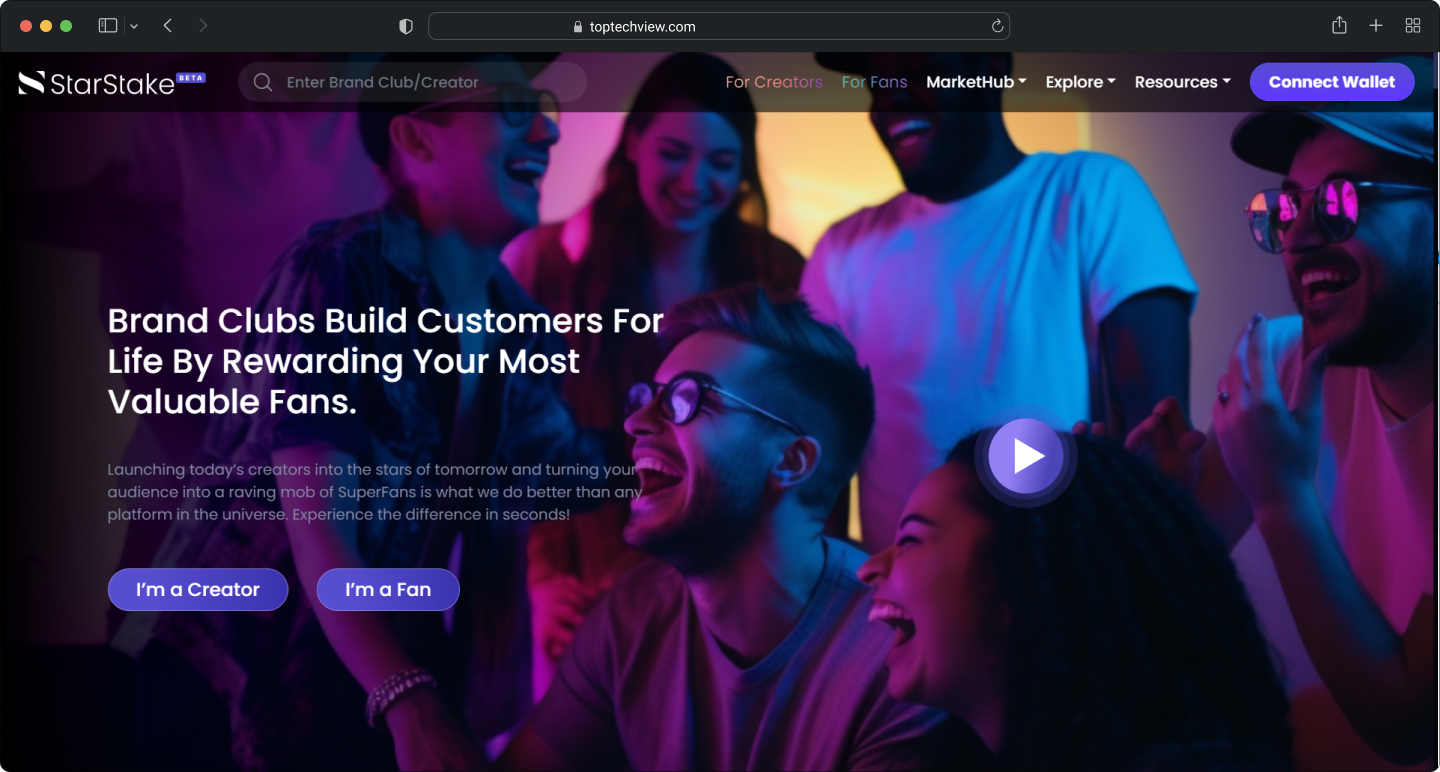 toptechview.com
StarStake BETA
Enter Brand Club/Creator
For Creators
For Fans
MarketHub
Explore
Resources
Connect Wallet
Brand Clubs Build Customers For
Life By Rewarding Your Most
Valuable Fans.
Launching today’s creators into the stars of tomorrow and turning your
audience into a raving mob of SuperFans is what we do better than any
platform in the universe. Experience the difference in seconds!
I’m a Creator
I’m a Fan